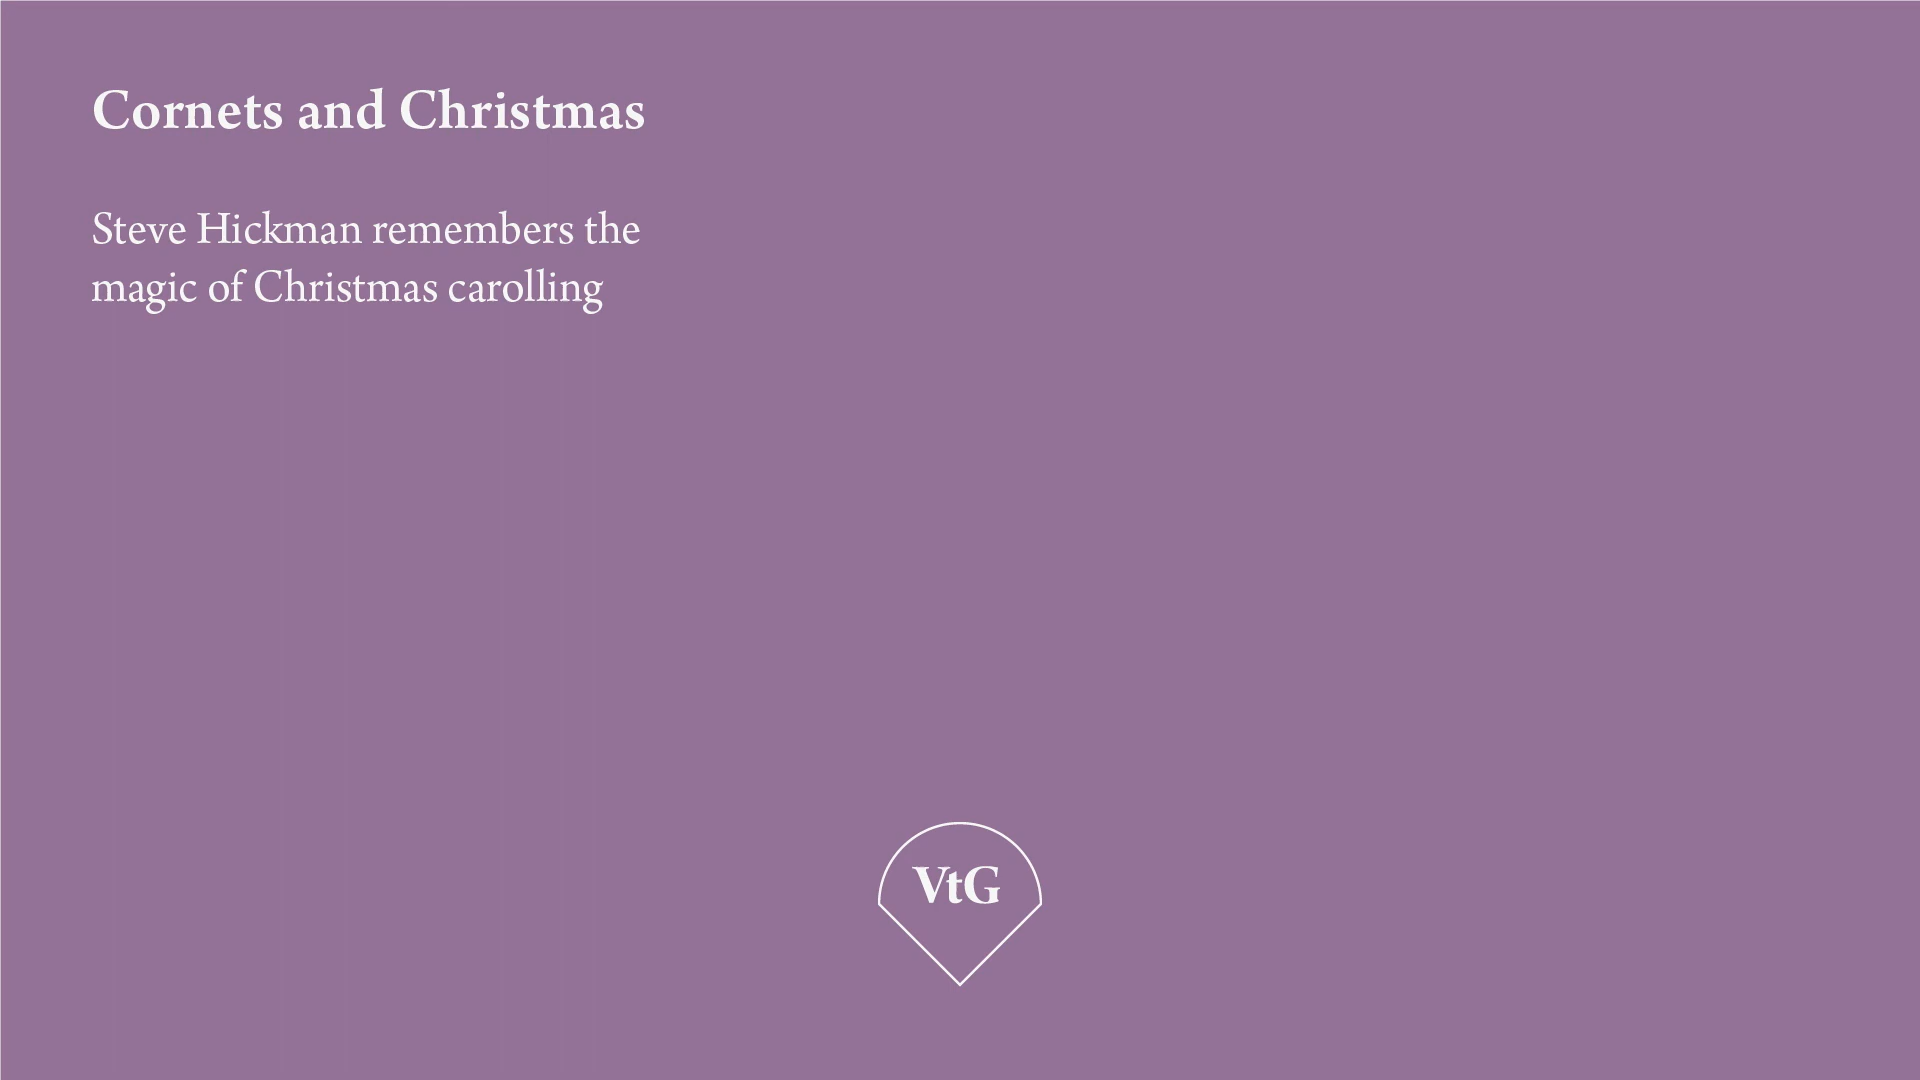 Cornets and Christmas
Steve Hickman remembers the
magic of Christmas carolling
VtG